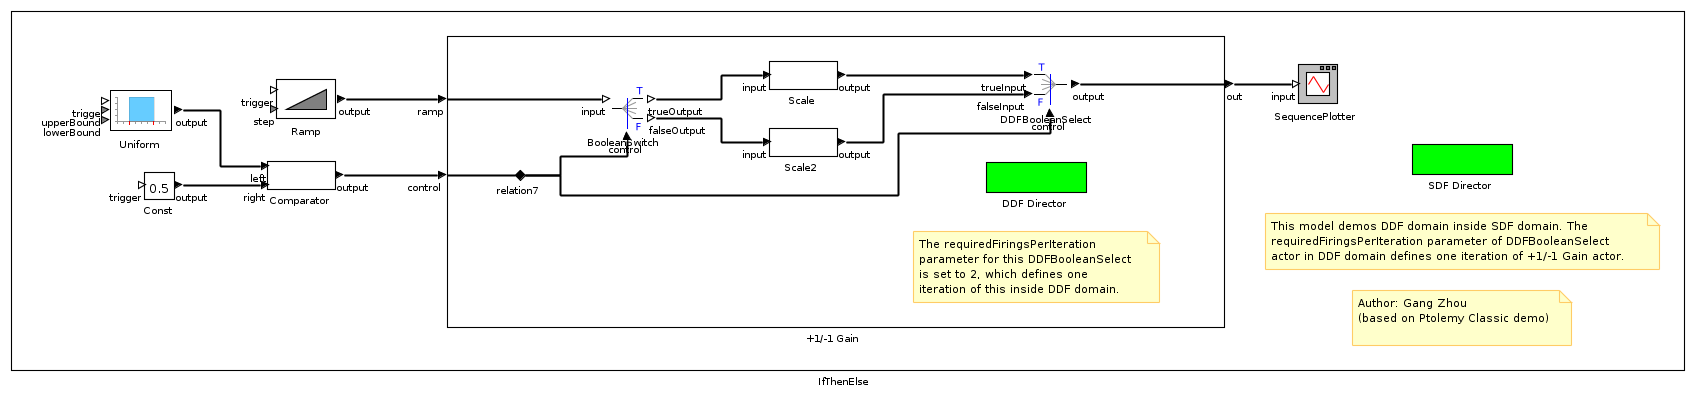 trigge
upperBound
lowerBound
output
Uniform
trigger
step
output
Ramp
ramp
0.5
trigger
output
Const
left
right
output
Comparator
control
relation7
input
T
trueOutput
F
falseOutput
BooleanSwitch
control
input
output
Scale
input
output
Scale2
T
trueInput
F
falseInput
output
DDFBooleanSelect
control
DDF Director
The requiredFiringsPerIteration
parameter for this DDFBooleanSelect
is set to 2, which defines one
iteration of this inside DDF domain.
+1/-1 Gain
out
input
SequencePlotter
SDF Director
This model demos DDF domain inside SDF domain. The
requiredFiringsPerIteration parameter of DDFBooleanSelect
actor in DDF domain defines one iteration of +1/-1 Gain actor.
Author: Gang Zhou
(based on Ptolemy Classic demo)
IfThenElse